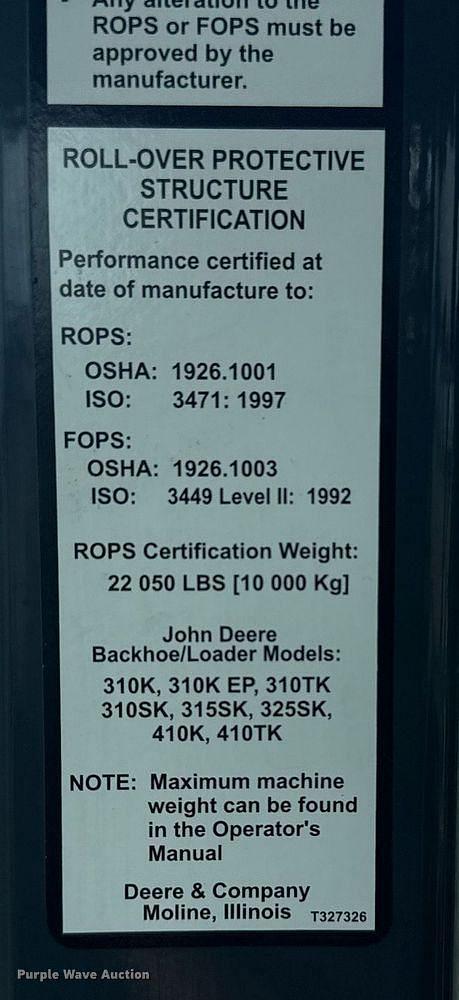 - Any alteration to the
ROPS or FOPS must be
approved by the
manufacturer.
ROLL-OVER PROTECTIVE
STRUCTURE
CERTIFICATION
Performance certified at
date of manufacture to:
ROPS:
OSHA: 1926.1001
ISO: 3471: 1997
FOPS:
OSHA: 1926.1003
ISO: 3449 Level II: 1992
ROPS Certification Weight:
22 050 LBS [10 000 Kg]
John Deere
Backhoe/Loader Models:
310K, 310K EP, 310TK
310SK, 315SK, 325SK,
410K, 410TK
NOTE: Maximum machine
weight can be found
in the Operator's
Manual
Deere & Company
Moline, Illinois T327326
Purple Wave Auction